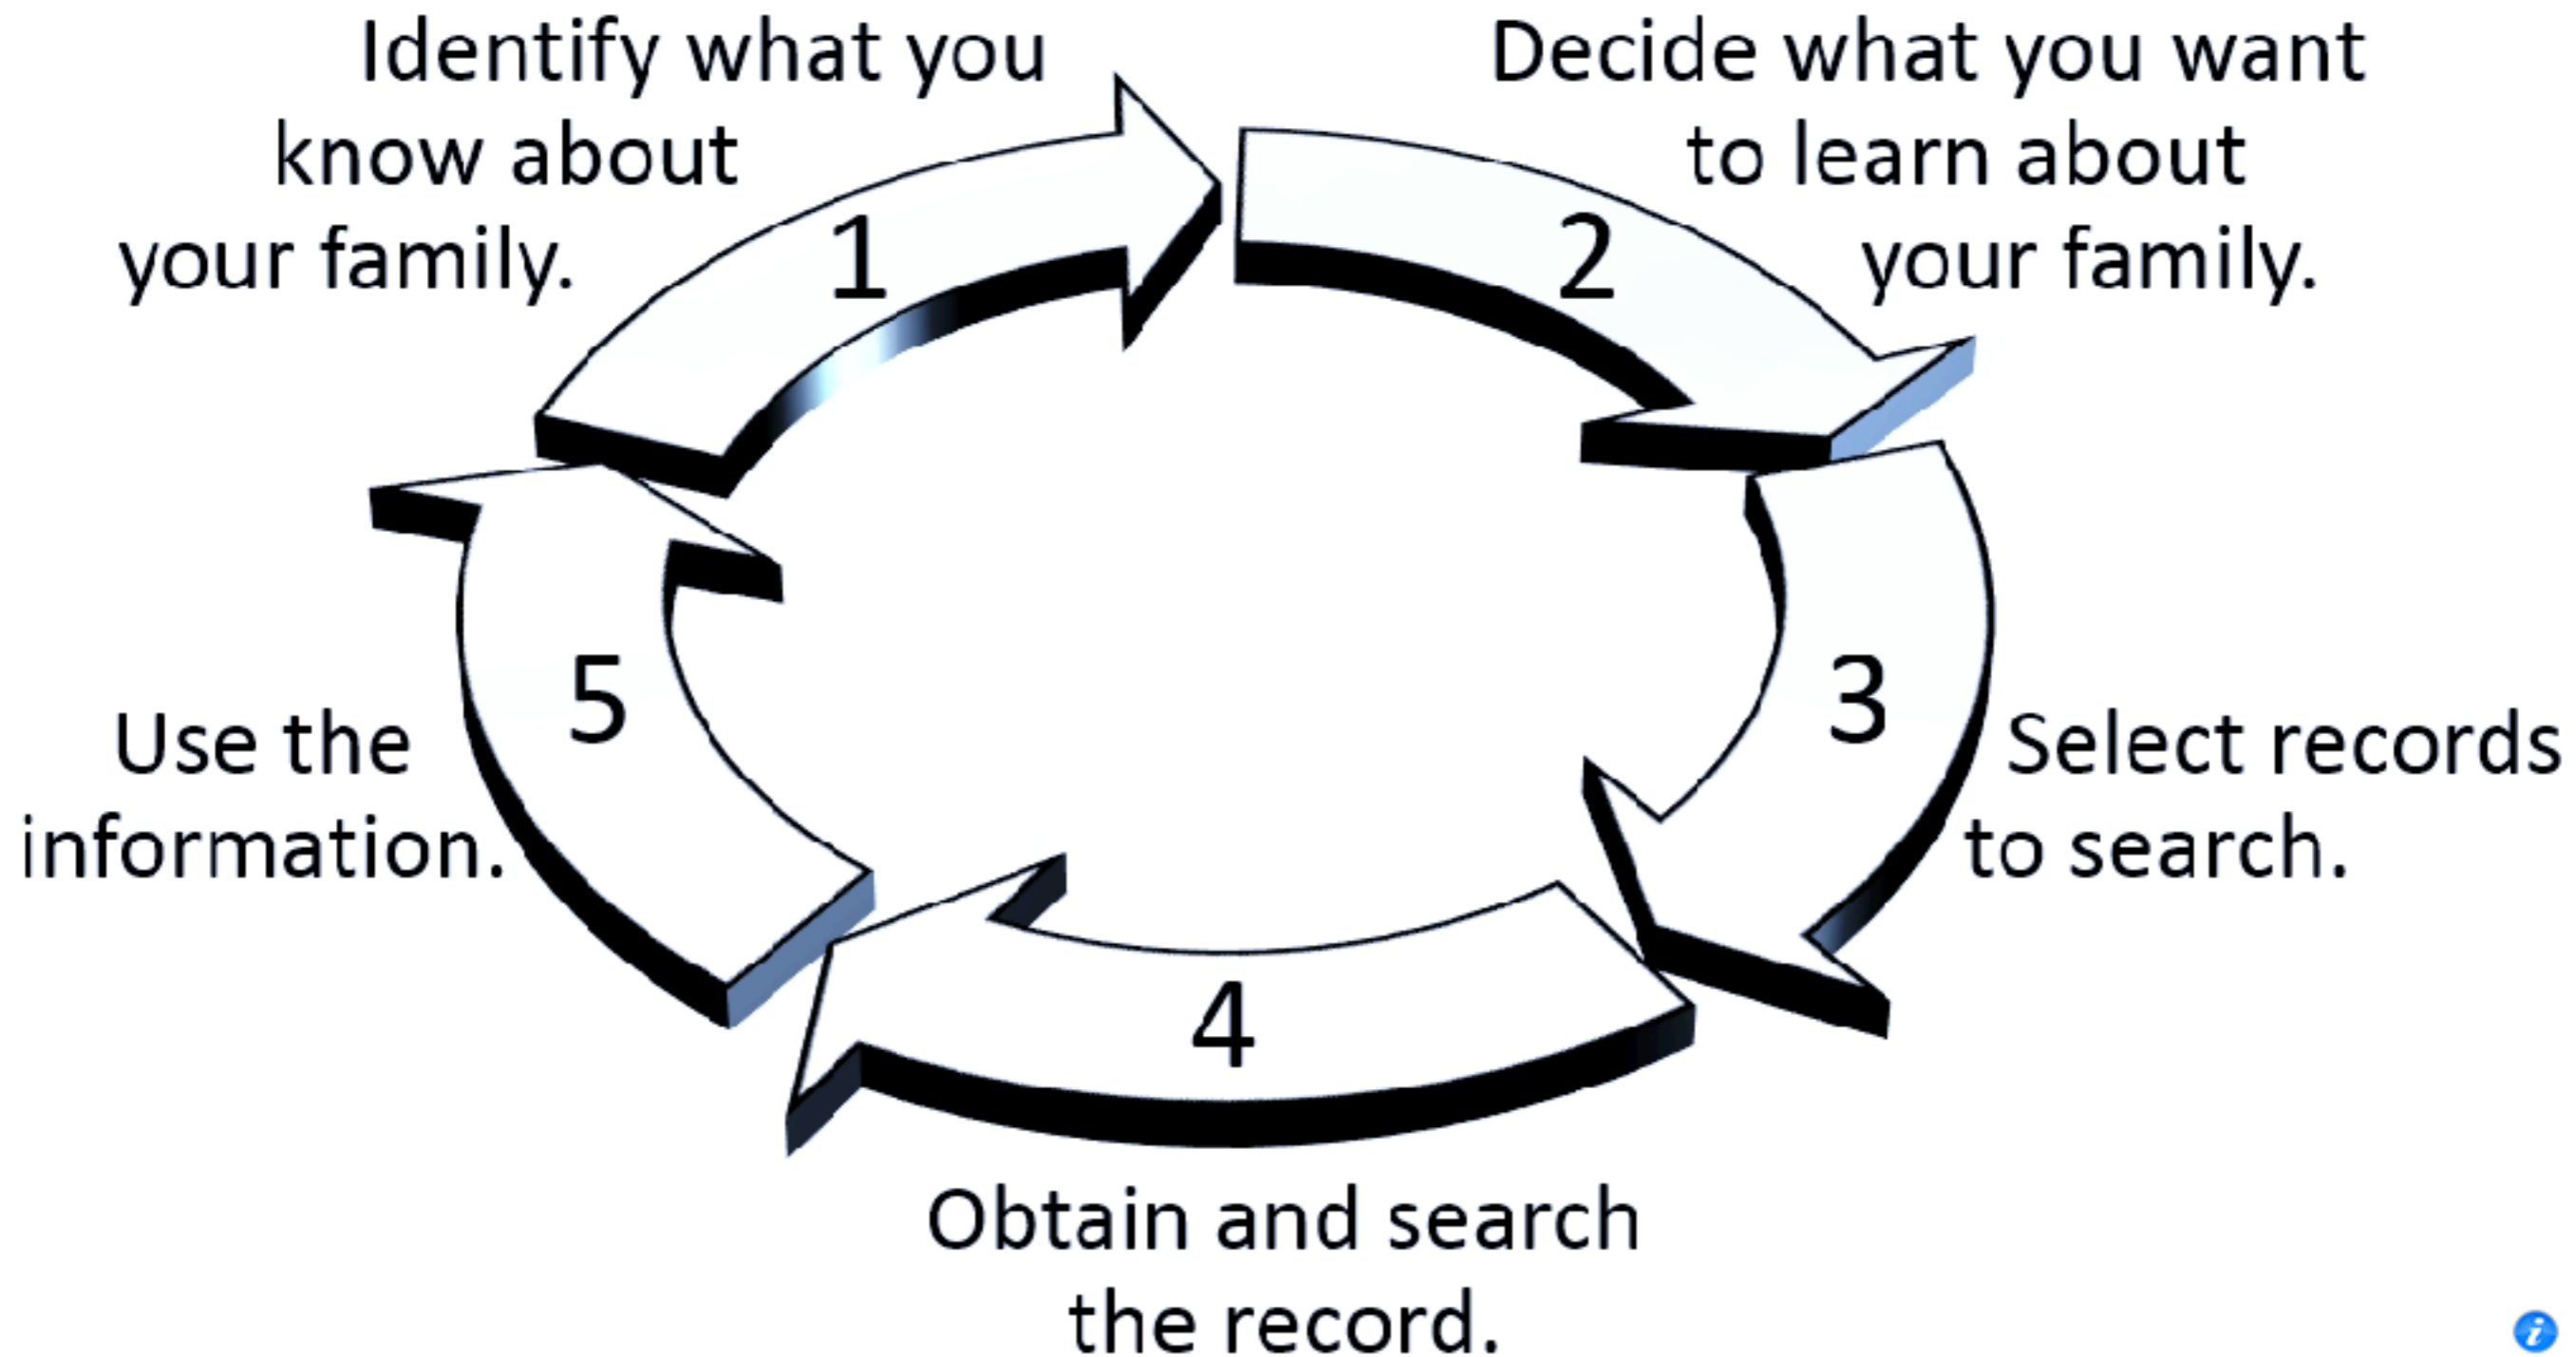 Identify what you
know about
your family.
1
Decide what you want
to learn about
your family.
2
3
Select records
to search.
4
Obtain and search
the record.
5
Use the
information.
i